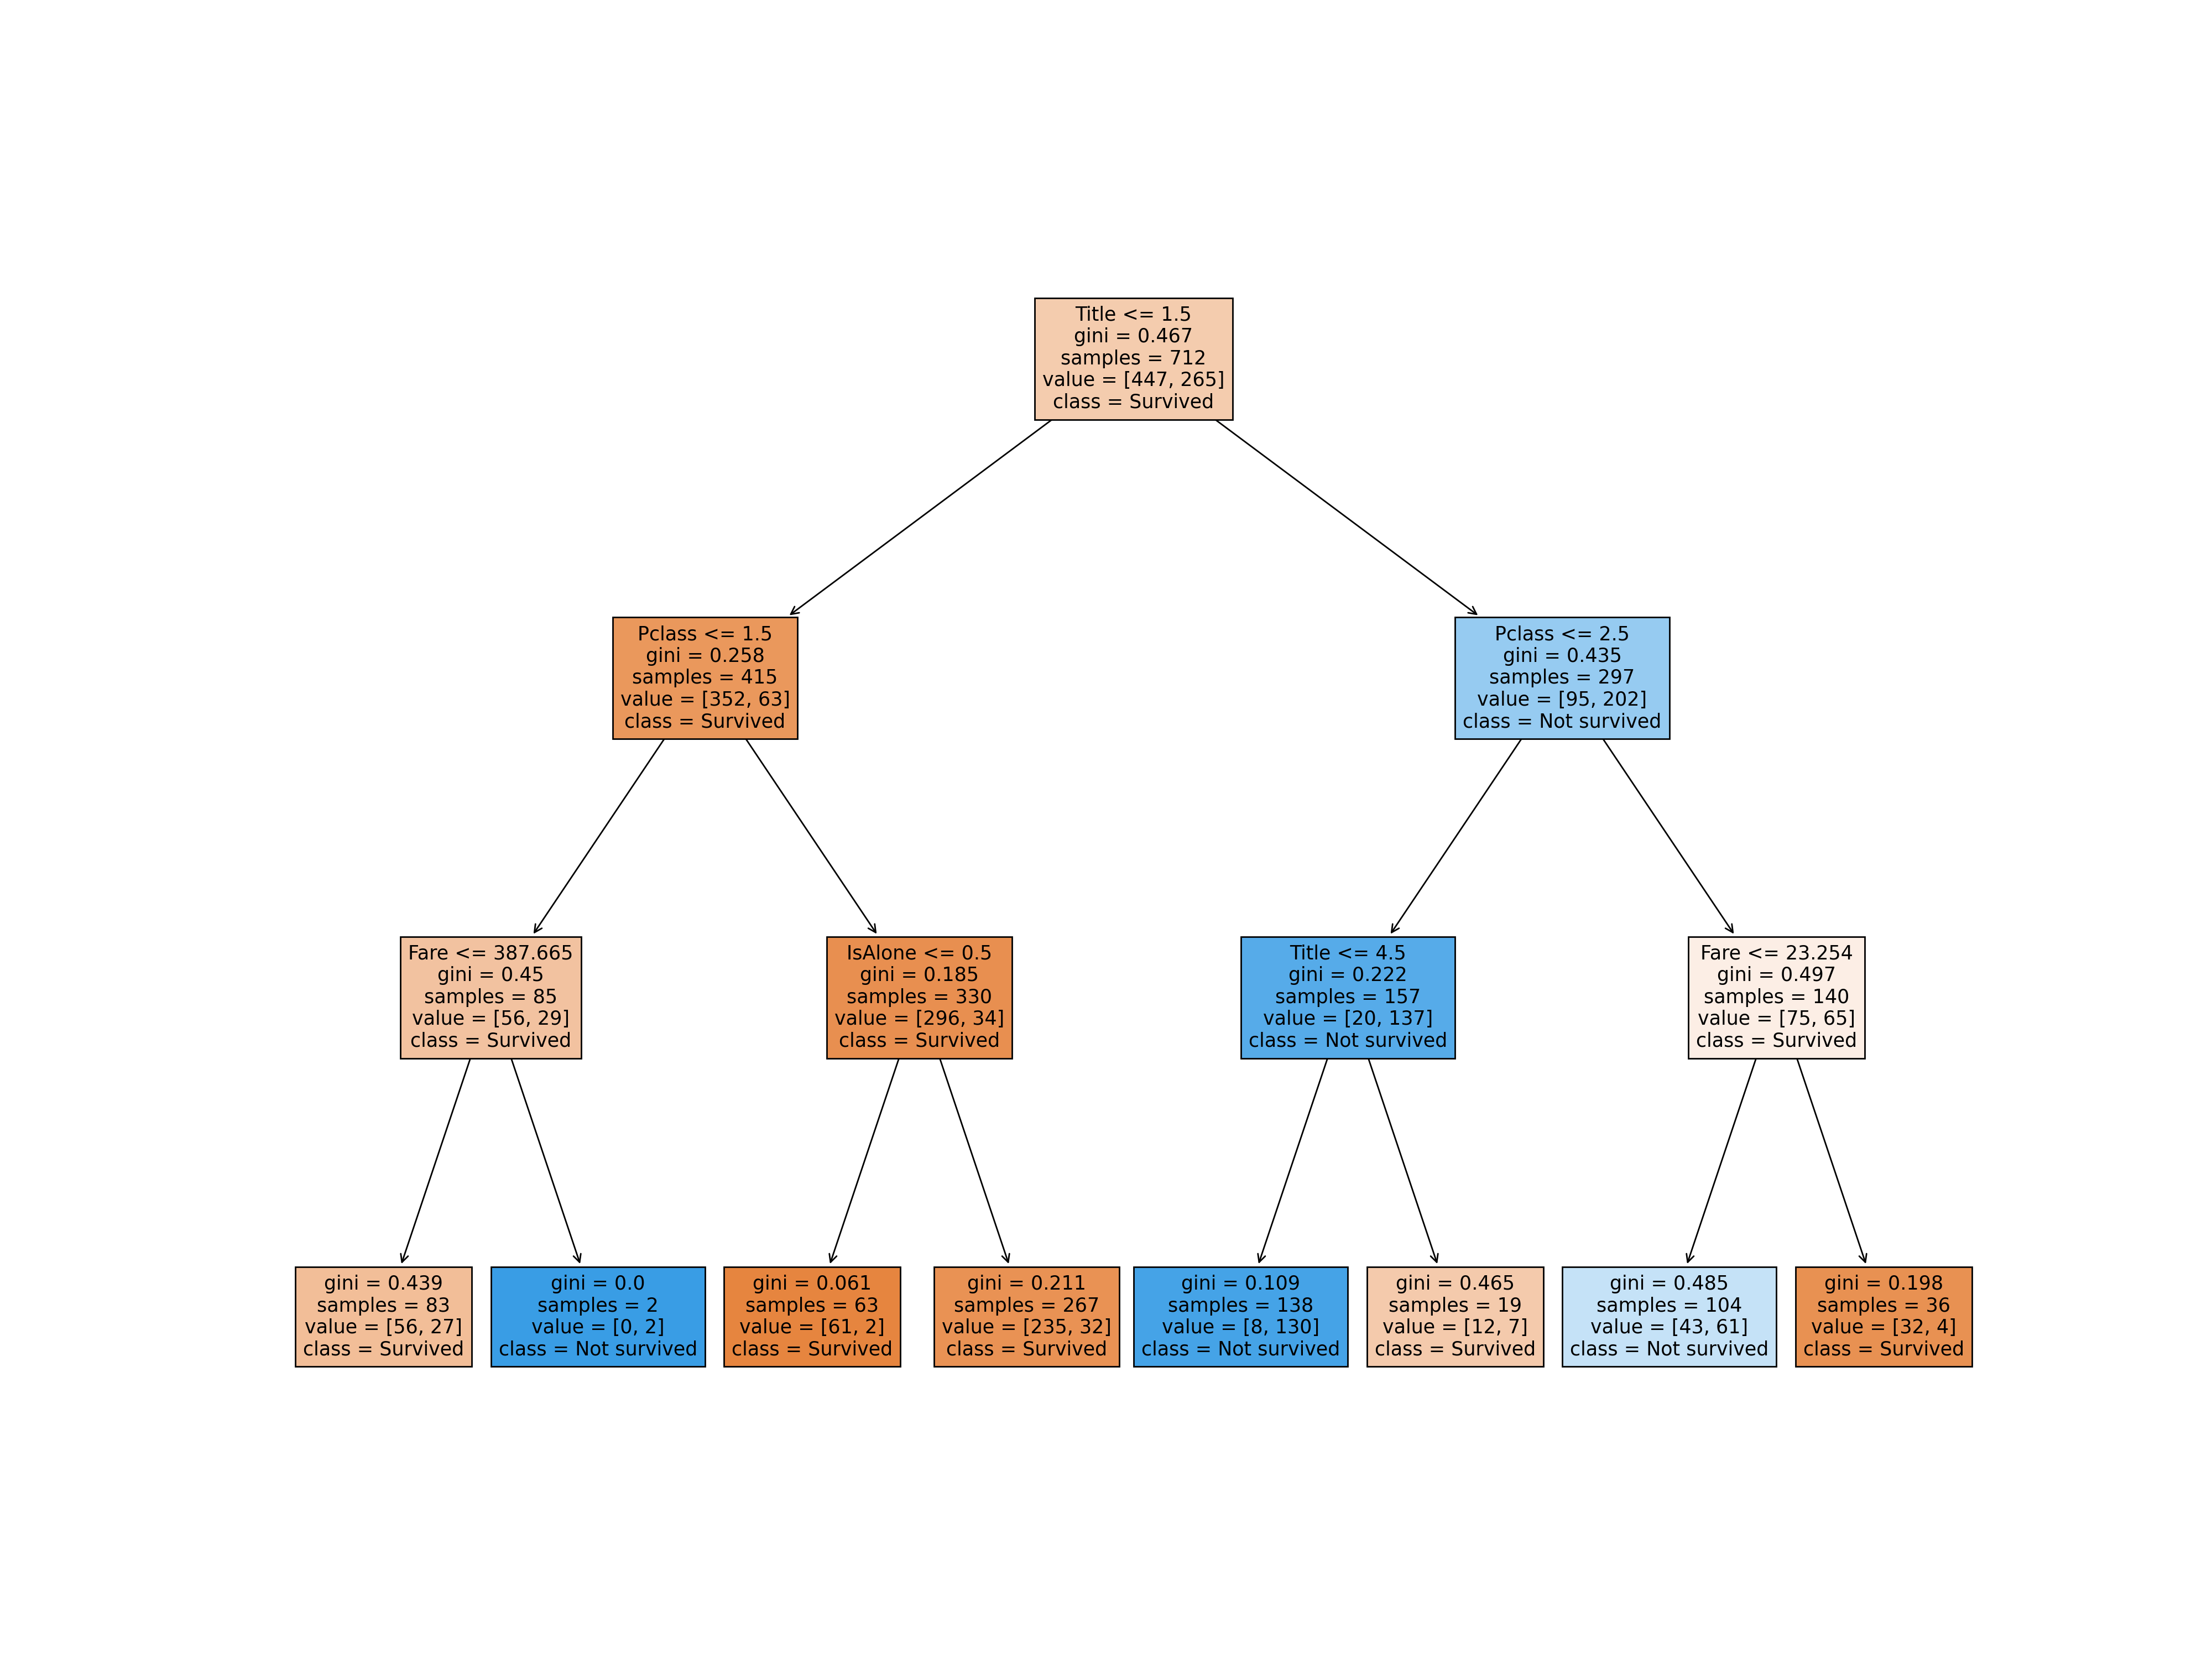 Title <= 1.5
gini = 0.467
samples = 712
value = [447, 265]
class = Survived
Pclass <= 1.5
gini = 0.258
samples = 415
value = [352, 63]
class = Survived
Pclass <= 2.5
gini = 0.435
samples = 297
value = [95, 202]
class = Not survived
Fare <= 387.665
gini = 0.45
samples = 85
value = [56, 29]
class = Survived
IsAlone <= 0.5
gini = 0.185
samples = 330
value = [296, 34]
class = Survived
Title <= 4.5
gini = 0.222
samples = 157
value = [20, 137]
class = Not survived
Fare <= 23.254
gini = 0.497
samples = 140
value = [75, 65]
class = Survived
gini = 0.439
samples = 83
value = [56, 27]
class = Survived
gini = 0.0
samples = 2
value = [0, 2]
class = Not survived
gini = 0.061
samples = 63
value = [61, 2]
class = Survived
gini = 0.211
samples = 267
value = [235, 32]
class = Survived
gini = 0.109
samples = 138
value = [8, 130]
class = Not survived
gini = 0.465
samples = 19
value = [12, 7]
class = Survived
gini = 0.485
samples = 104
value = [43, 61]
class = Not survived
gini = 0.198
samples = 36
value = [32, 4]
class = Survived